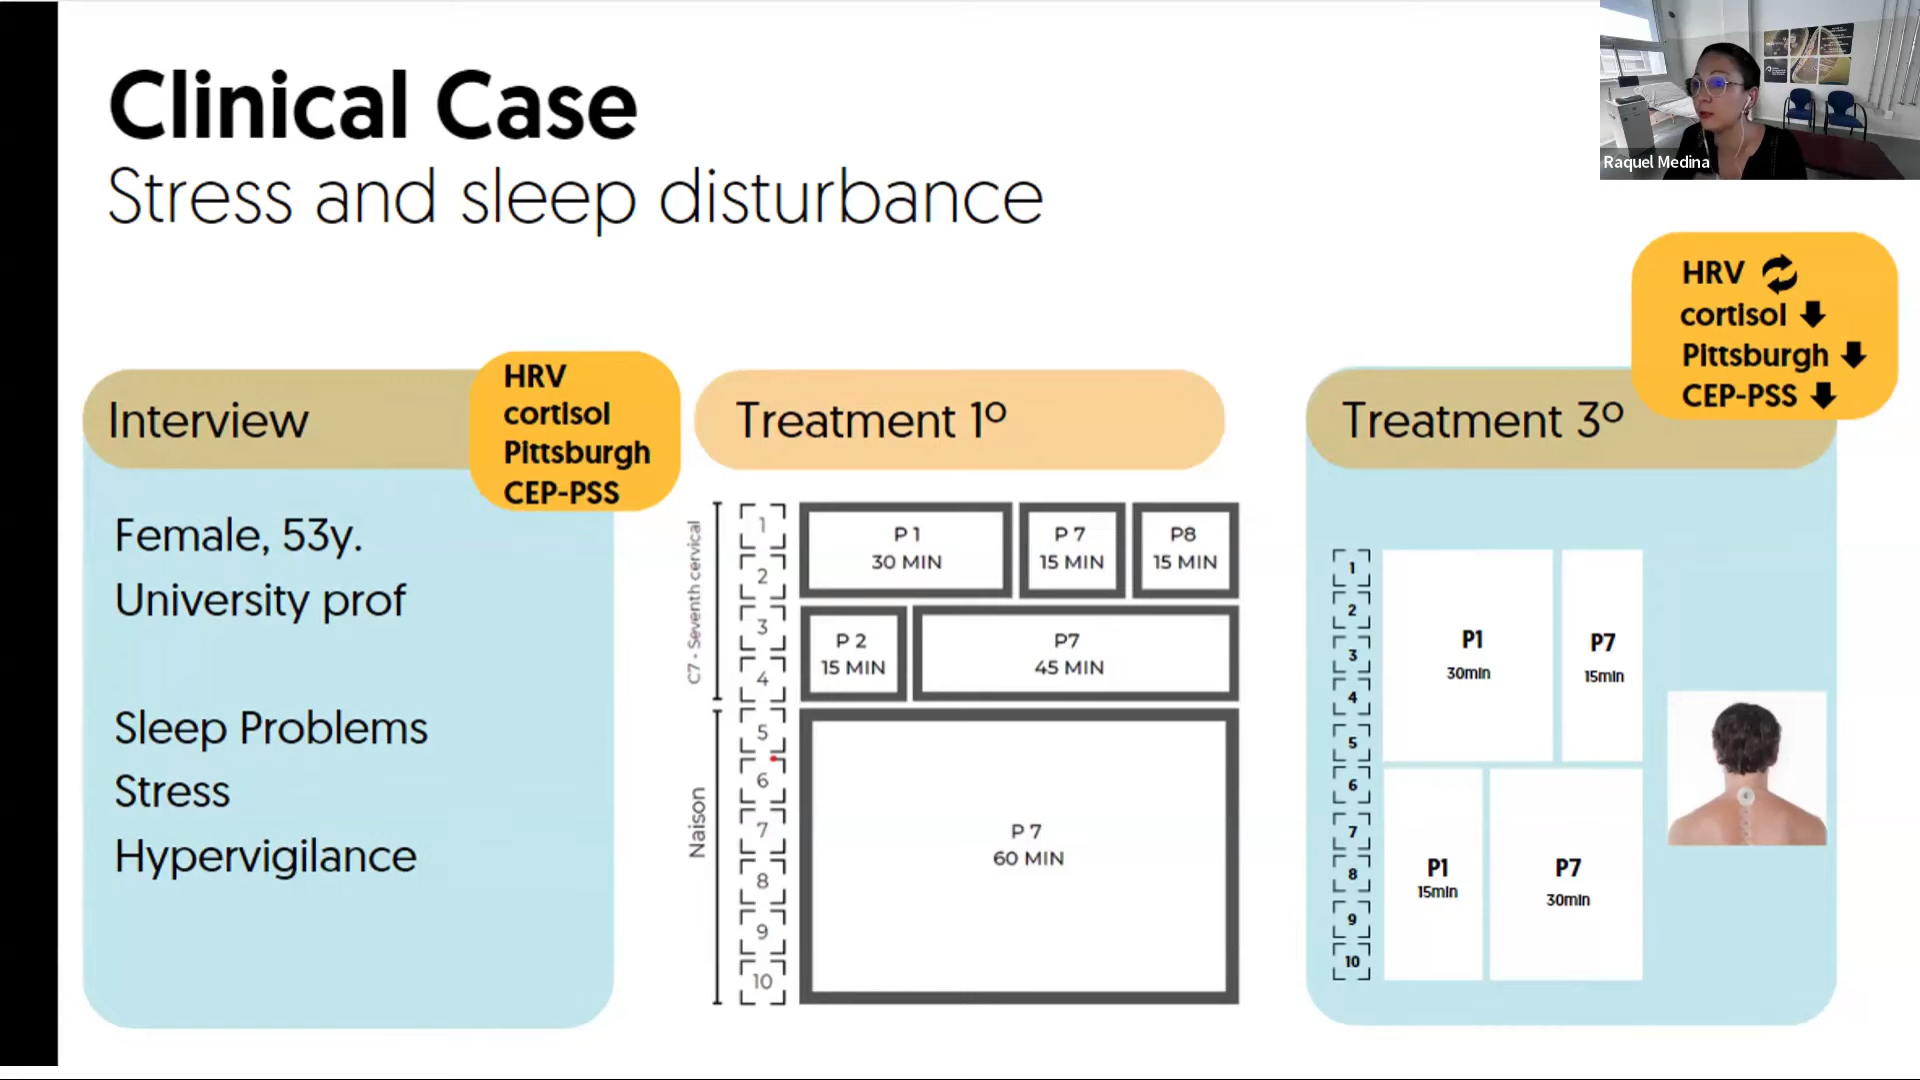 Clinical Case
Stress and sleep disturbance
Raquel Medina
Interview
HRV
cortisol
Pittsburgh
CEP-PSS
Female, 53y.
University prof
Sleep Problems
Stress
Hypervigilance
Treatment 1º
C7 - Seventh cervical
Naison
1
2
3
4
5
6
7
8
9
10
P 1
30 MIN
P 7
15 MIN
P8
15 MIN
P 2
15 MIN
P7
45 MIN
P 7
60 MIN
Treatment 3º
HRV
cortisol
Pittsburgh
CEP-PSS
1
2
3
4
5
6
7
8
9
10
P1
30min
P7
15min
P1
15min
P7
30min